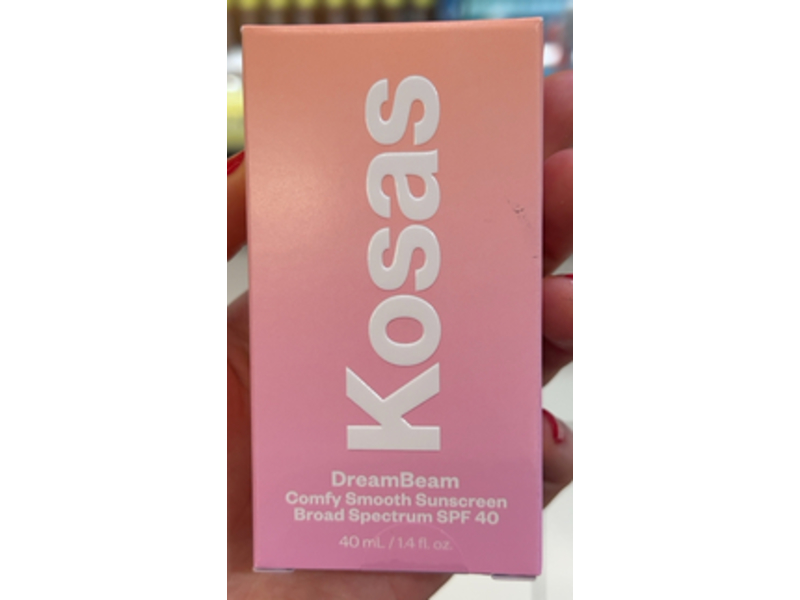 Kosas
DreamBeam
Comfy Smooth Sunscreen
Broad Spectrum SPF 40
40 mL / 1.4 fl. oz.